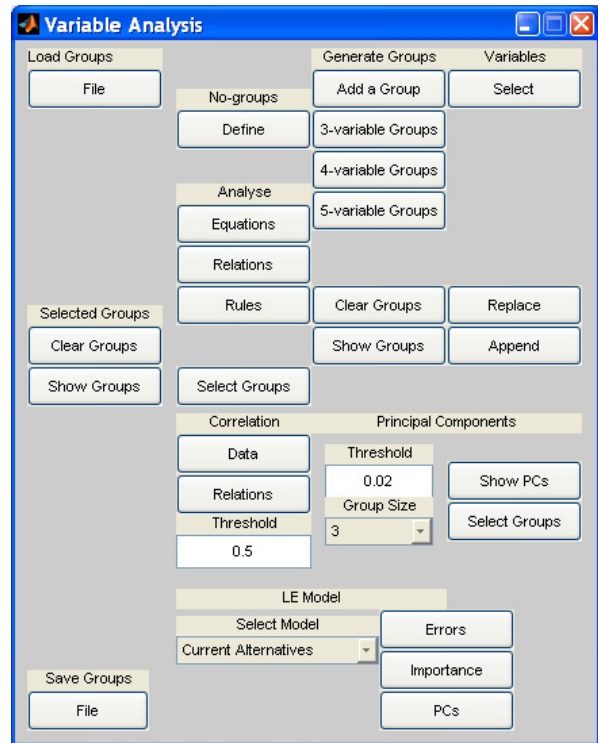 Variable Analysis
Load Groups
Generate Groups
Variables
File
Add a Group
Select
No-groups
Define
3-variable Groups
4-variable Groups
Analyse
5-variable Groups
Equations
Relations
Rules
Clear Groups
Replace
Selected Groups
Clear Groups
Show Groups
Append
Show Groups
Select Groups
Correlation
Principal Components
Data
Threshold
0.02
Show PCs
Relations
Group Size
Threshold
3
Select Groups
0.5
LE Model
Select Model
Errors
Current Alternatives
Importance
Save Groups
File
PCs